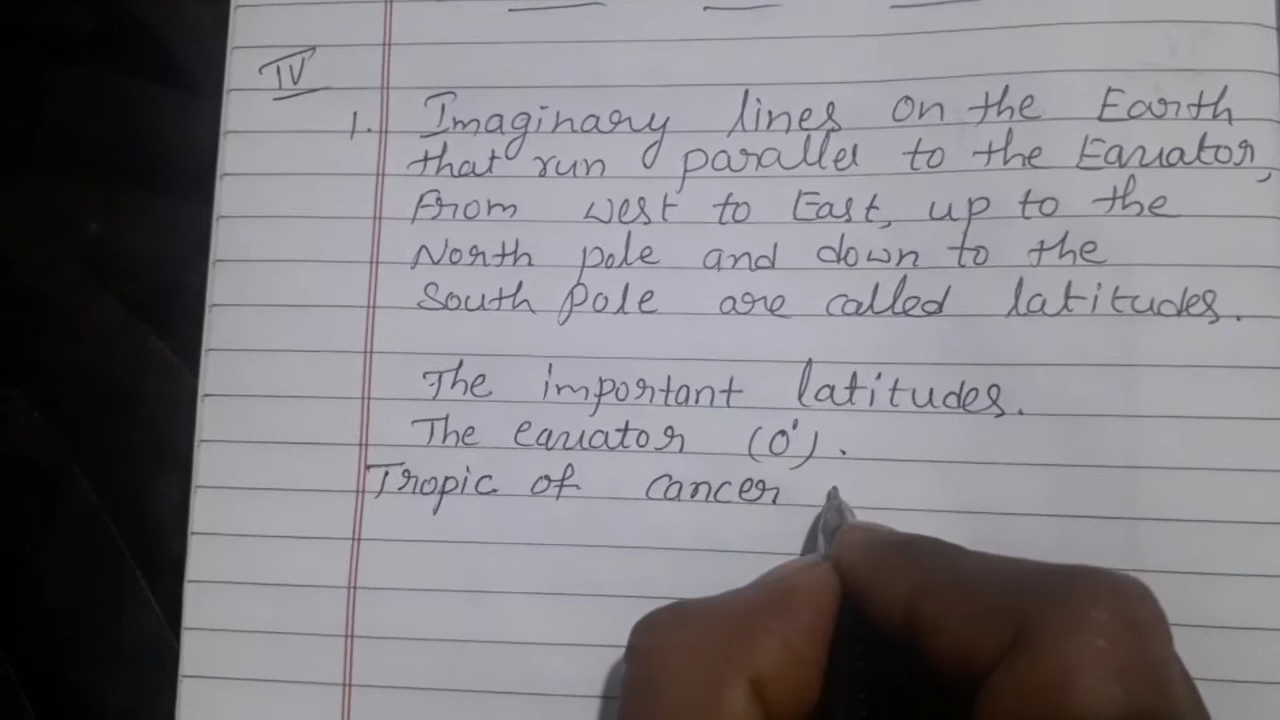 IV
1. Imaginary lines on the Earth
that run parallel to the Equator,
From west to East, up to the
North pole and down to the
South pole are called latitudes.
The important latitudes.
The equator (0°).
Tropic of cancer